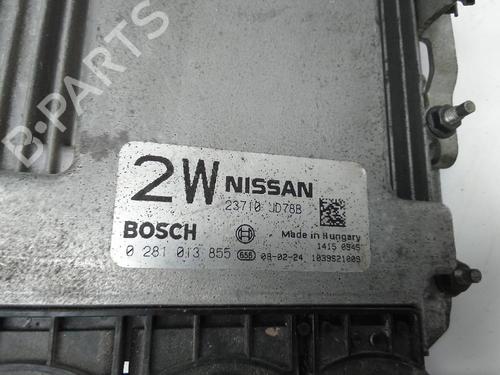 B-PARTS
2W NISSAN
23710 JD78B
BOSCH
Made in Hungary
1415 0945
0 281 013 855 656 08-02-24 1039S21009